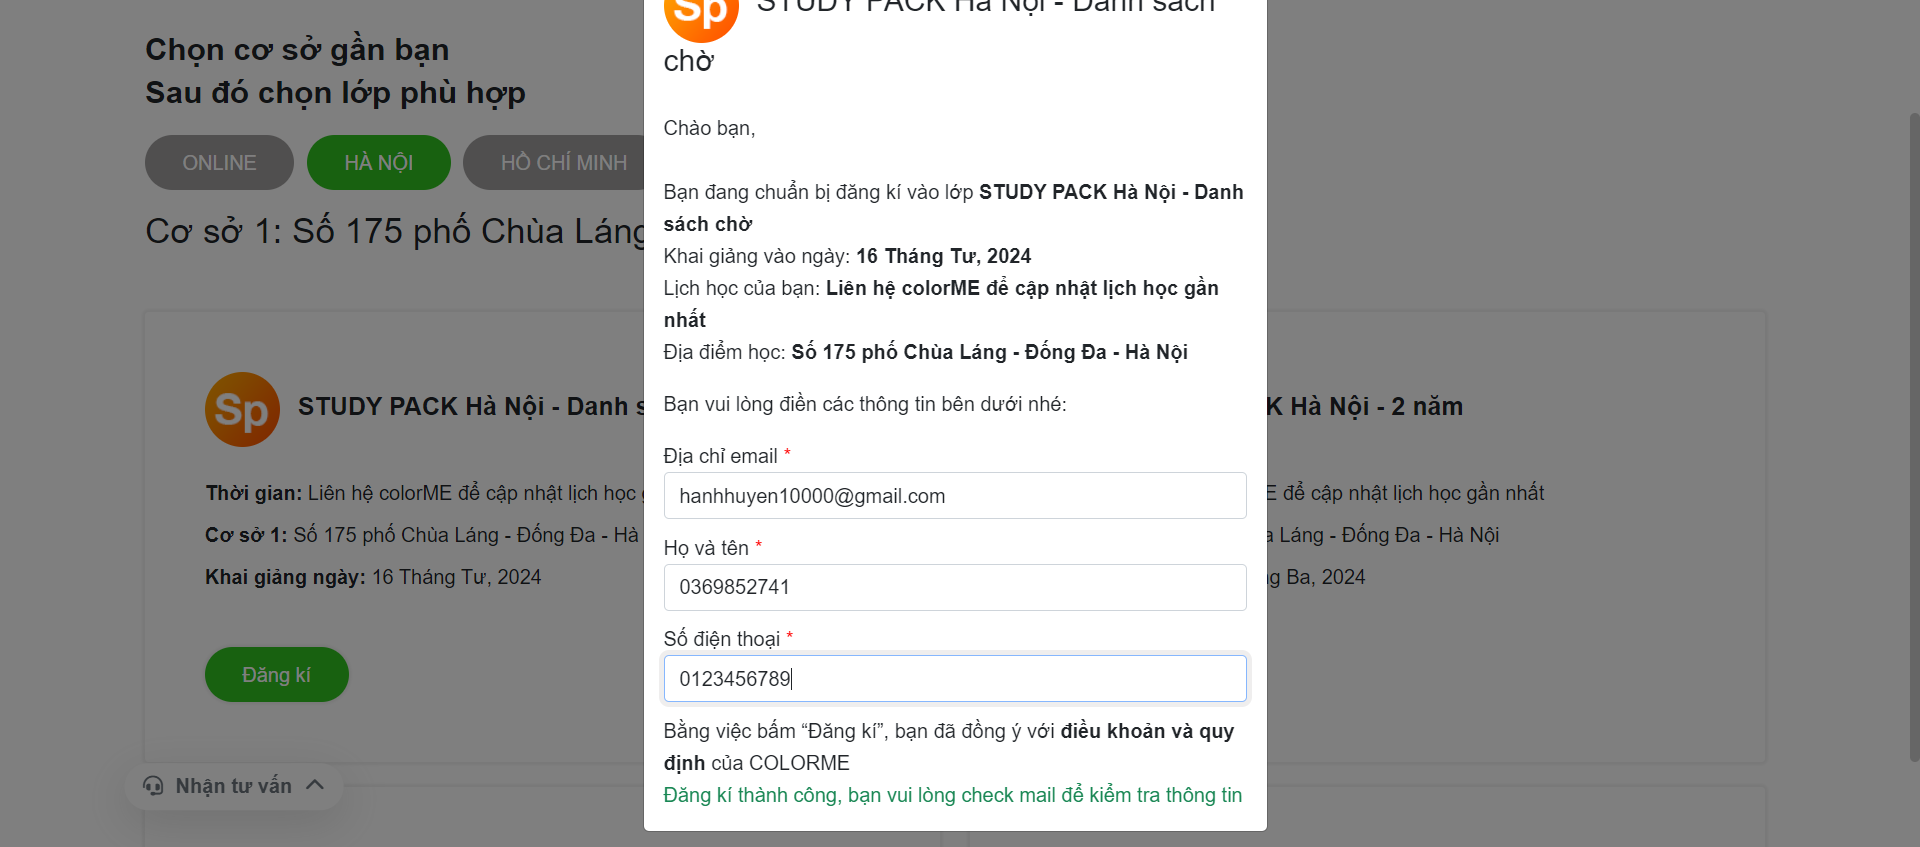 Chọn cơ sở gần bạn
Sau đó chọn lớp phù hợp
ONLINE
HÀ NỘI
HỒ CHÍ MINH
Cơ sở 1: Số 175 phố Chùa Láng
Sp
STUDY PACK Hà Nội - Danh s
Thời gian: Liên hệ colorME để cập nhật lịch học
Cơ sở 1: Số 175 phố Chùa Láng - Đống Đa - Hà
Khai giảng ngày: 16 Tháng Tư, 2024
Đăng kí
Nhận tư vấn
Sp
STUDY PACK Hà Nội - Danh sách
chờ
Chào bạn,
Bạn đang chuẩn bị đăng kí vào lớp STUDY PACK Hà Nội - Danh
sách chờ
Khai giảng vào ngày: 16 Tháng Tư, 2024
Lịch học của bạn: Liên hệ colorME để cập nhật lịch học gần
nhất
Địa điểm học: Số 175 phố Chùa Láng - Đống Đa - Hà Nội
Bạn vui lòng điền các thông tin bên dưới nhé:
Địa chỉ email *
hanhhuyen10000@gmail.com
Họ và tên *
0369852741
Số điện thoại *
0123456789
Bằng việc bấm “Đăng kí”, bạn đã đồng ý với điều khoản và quy
định của COLORME
Đăng kí thành công, bạn vui lòng check mail để kiểm tra thông tin
K Hà Nội - 2 năm
E để cập nhật lịch học gần nhất
Láng - Đống Đa - Hà Nội
Ba, 2024